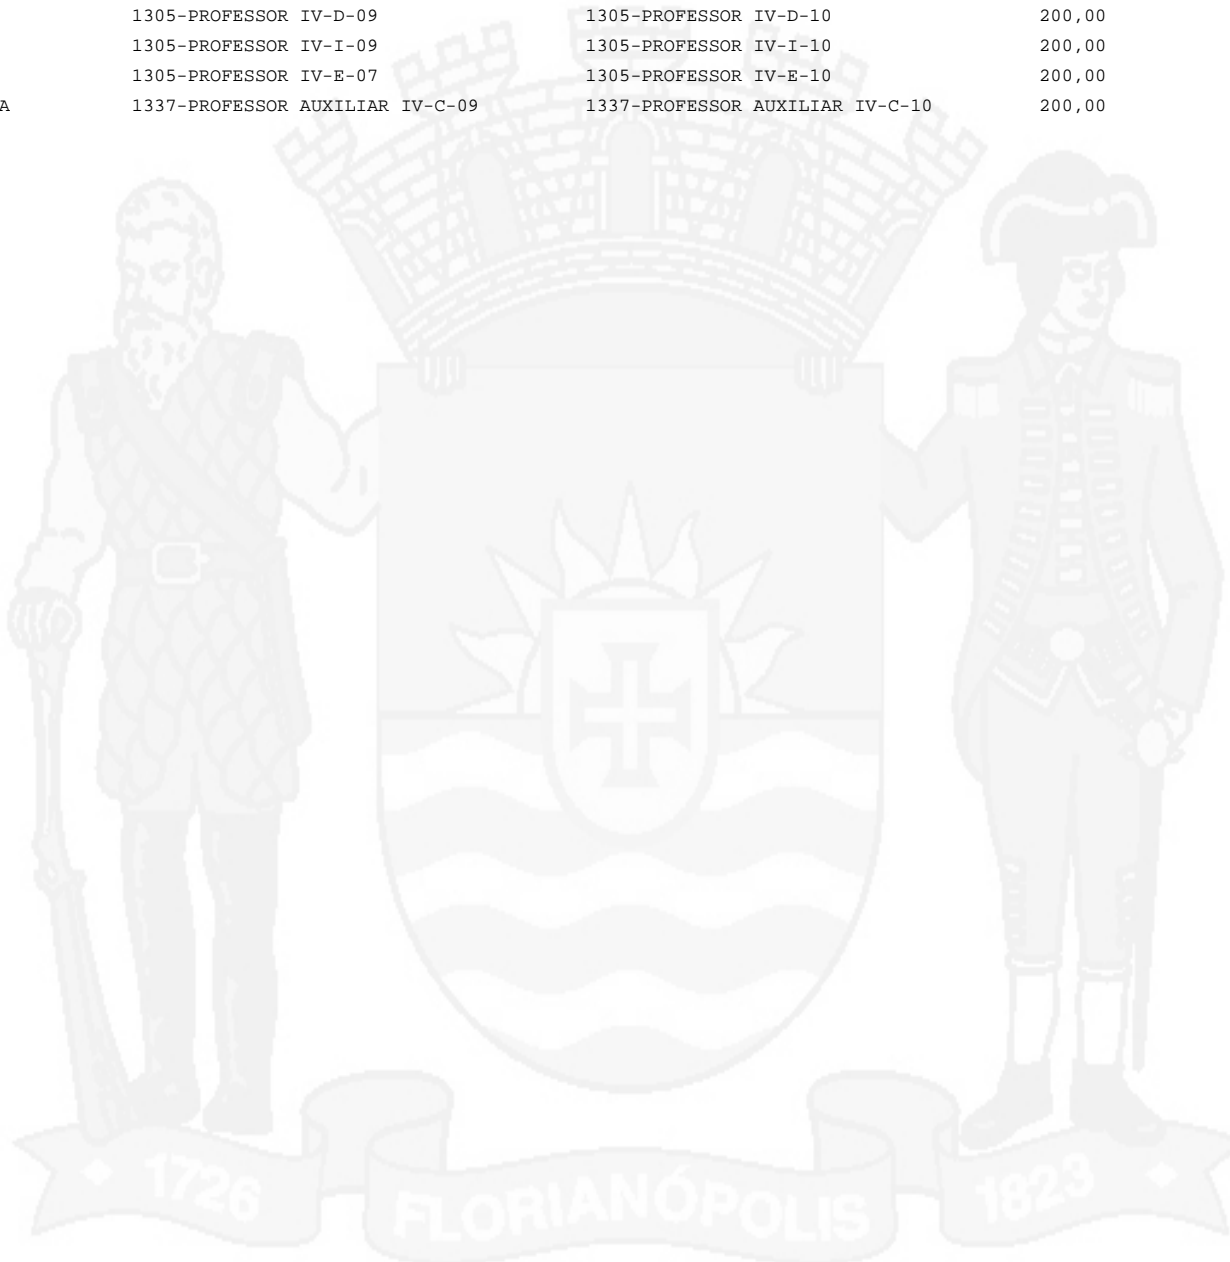 1305-PROFESSOR IV-D-09 1305-PROFESSOR IV-D-10 200,00
1305-PROFESSOR IV-I-09 1305-PROFESSOR IV-I-10 200,00
1305-PROFESSOR IV-E-07 1305-PROFESSOR IV-E-10 200,00
A 1337-PROFESSOR AUXILIAR IV-C-09 1337-PROFESSOR AUXILIAR IV-C-10 200,00
1726 FLORIANÓPOLIS 1823